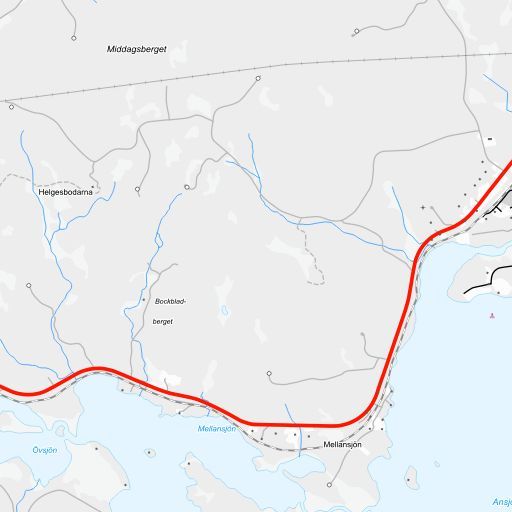 Middagsberget
Helgesbodarna
Bockblad-
berget
Mellansjön
Mellansjön
Övsjön
Ansjö